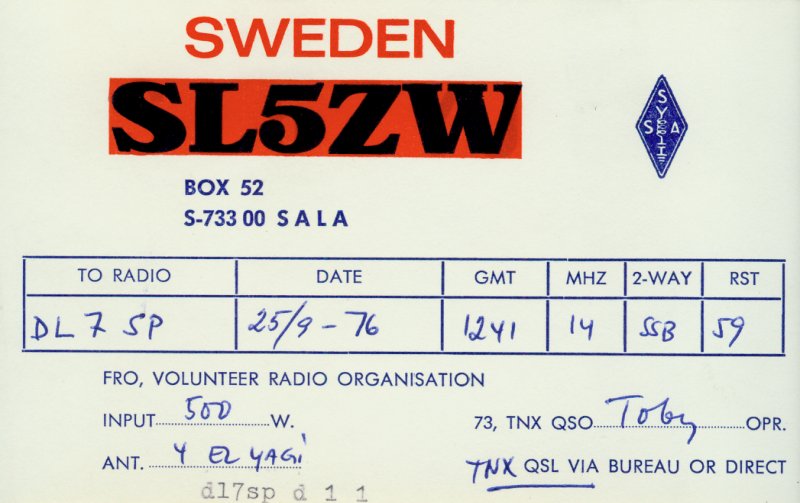 SWEDEN
SL5ZW
BOX 52
S-733 00 SALA
TO RADIO DATE GMT MHZ 2-WAY RST
DL7SP 25/9-76 1241 14 SSB 59
FRO, VOLUNTEER RADIO ORGANISATION
INPUT 500 W. 73, TNX QSO Toby OPR.
ANT. 4 EL YAGI TNX QSL VIA BUREAU OR DIRECT
dl7sp d 1 1